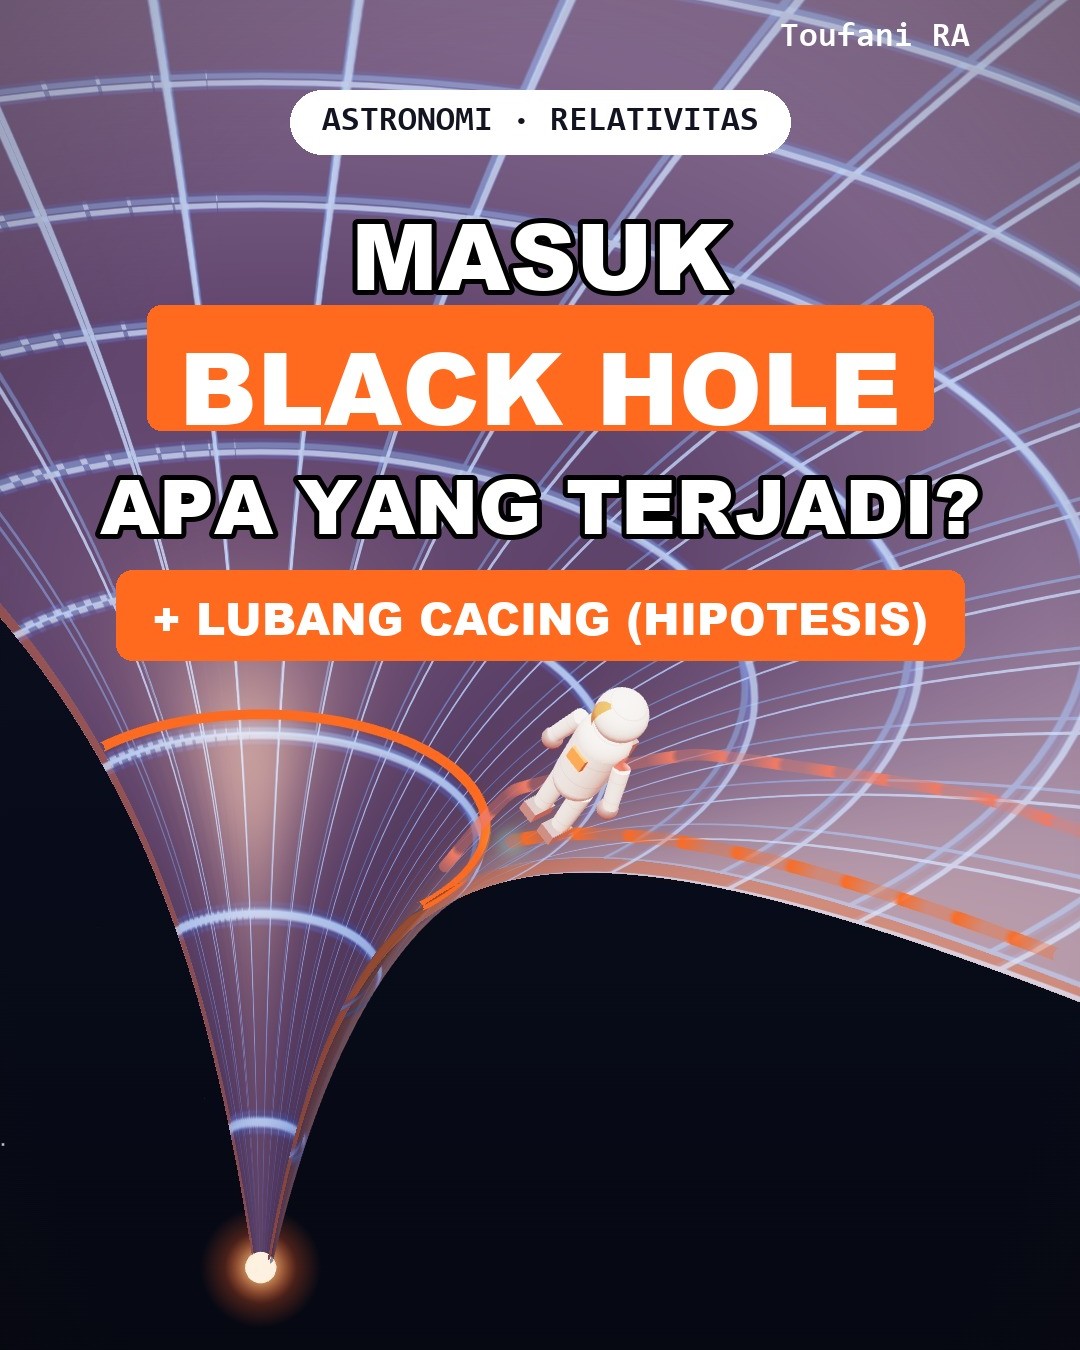 Toufani RA
ASTRONOMI · RELATIVITAS
MASUK
BLACK HOLE
APA YANG TERJADI?
+ LUBANG CACING (HIPOTESIS)